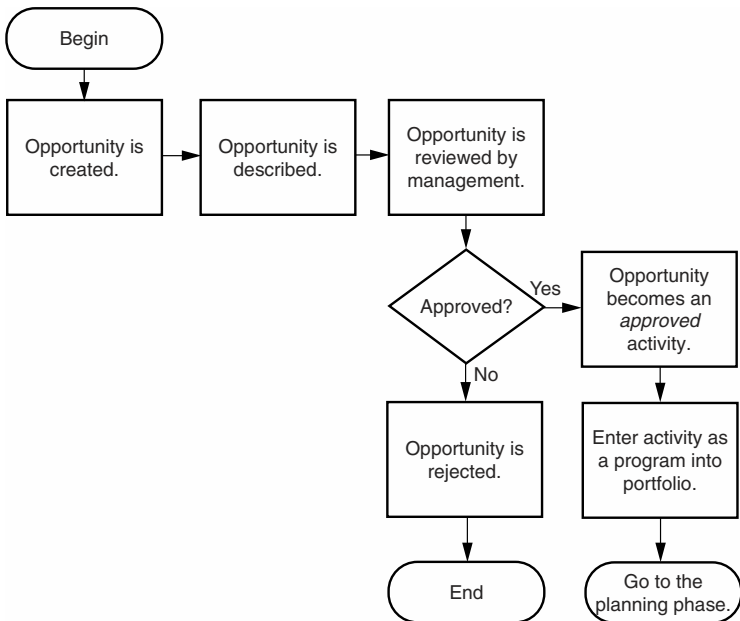 Begin
Opportunity is
created.
Opportunity is
described.
Opportunity is
reviewed by
management.
Approved?
Yes
Opportunity
becomes an
approved
activity.
No
Opportunity is
rejected.
Enter activity as
a program into
portfolio.
End
Go to the
planning phase.